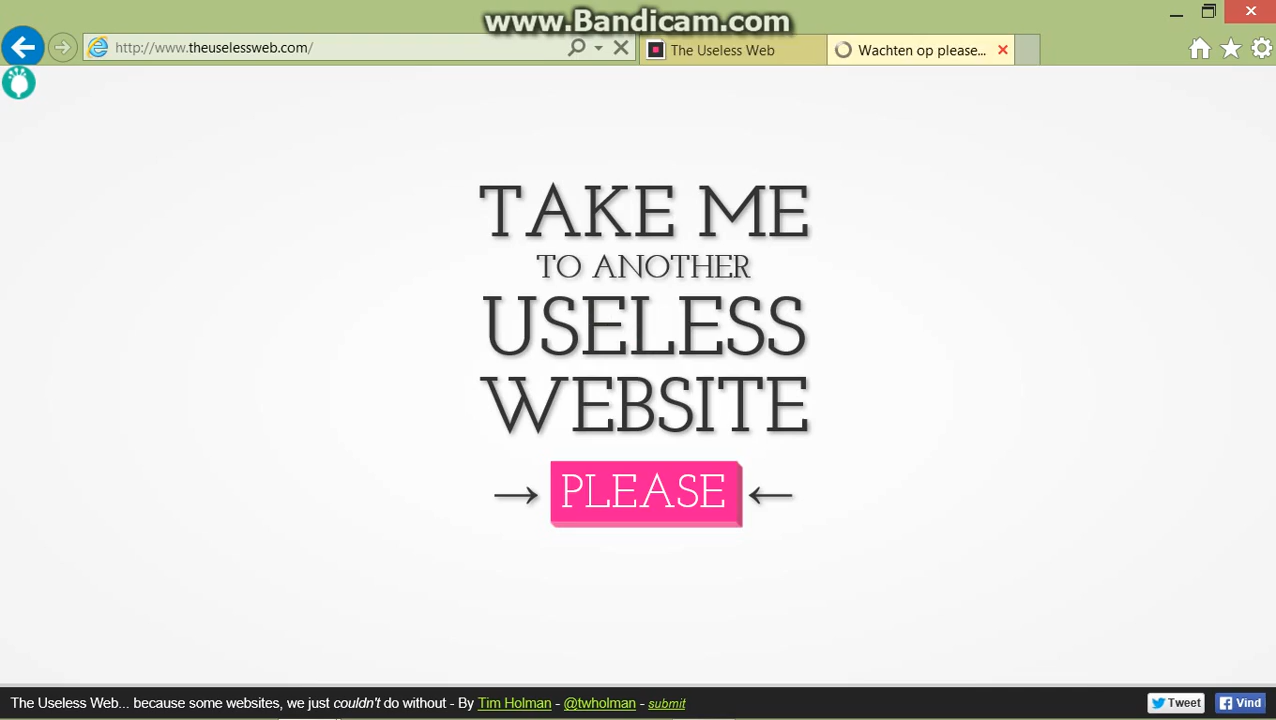 www.Bandicam.com
http://www.theuselessweb.com/
The Useless Web
Wachten op please...
TAKE ME
TO ANOTHER
USELESS
WEBSITE
→ PLEASE ←
The Useless Web... because some websites, we just couldn't do without - By Tim Holman - @twholman - submit
Tweet
Vind